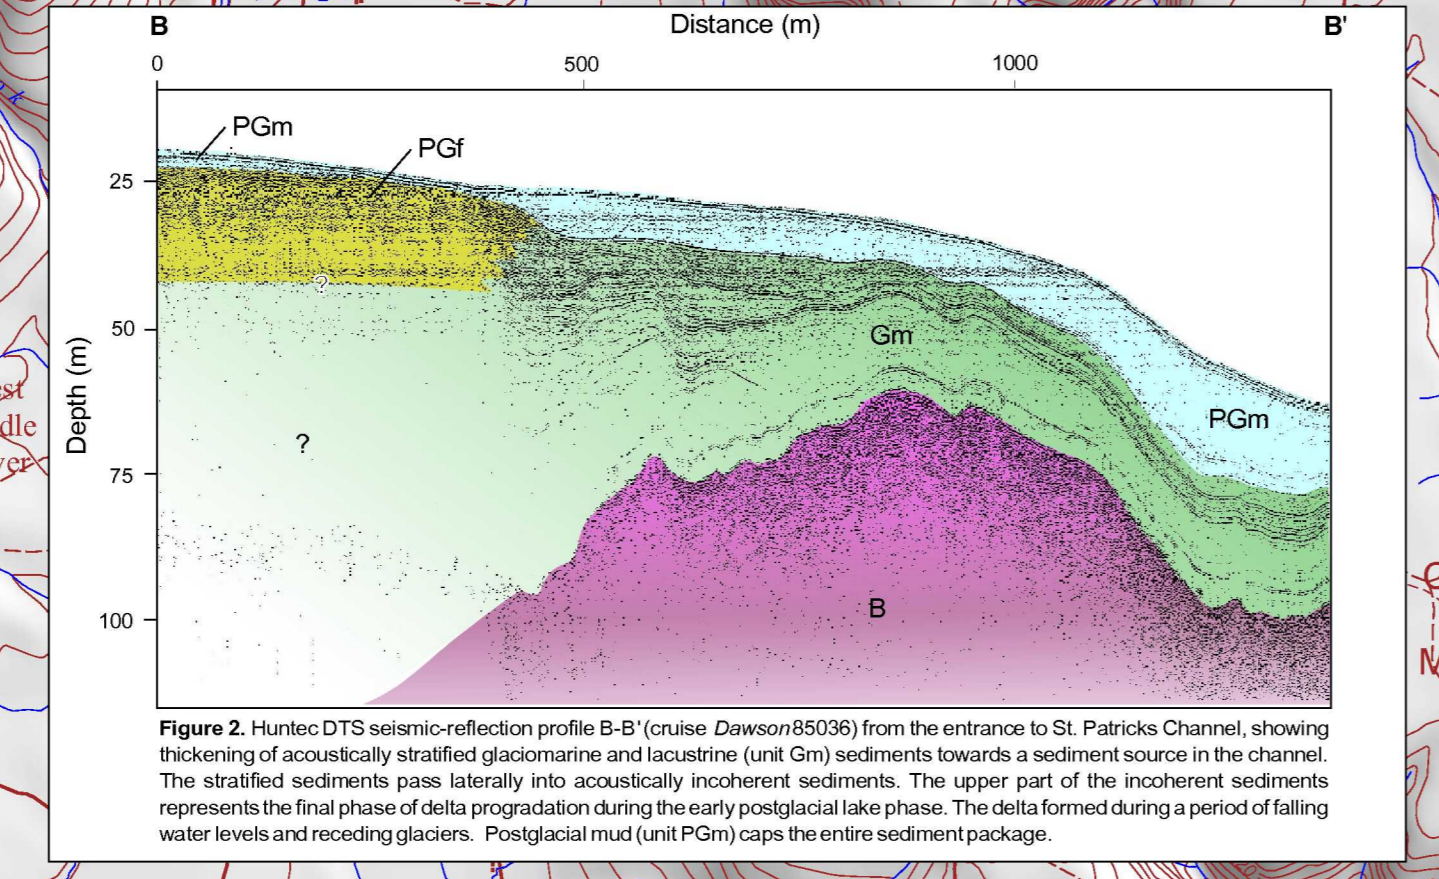 B Distance (m) B'
0 500 1000
PGm
PGf
25
?
50
Gm
Depth (m)
PGm
?
75
B
100
Figure 2. Huntec DTS seismic-reflection profile B-B' (cruise Dawson 85036) from the entrance to St. Patricks Channel, showing
thickening of acoustically stratified glaciomarine and lacustrine (unit Gm) sediments towards a sediment source in the channel.
The stratified sediments pass laterally into acoustically incoherent sediments. The upper part of the incoherent sediments
represents the final phase of delta progradation during the early postglacial lake phase. The delta formed during a period of falling
water levels and receding glaciers. Postglacial mud (unit PGm) caps the entire sediment package.